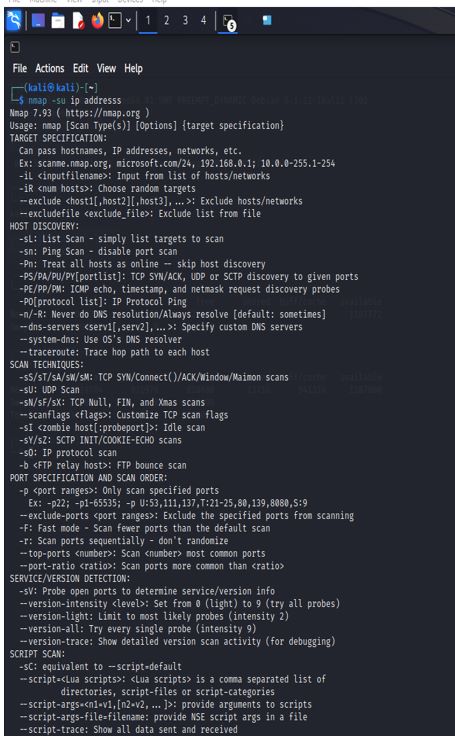 1 2 3 4 5
File Actions Edit View Help
(kali㉿kali)-[~]
$ nmap -su ip addresss
Nmap 7.93 ( https://nmap.org )
Usage: nmap [Scan Type(s)] [Options] {target specification}
TARGET SPECIFICATION:
Can pass hostnames, IP addresses, networks, etc.
Ex: scanme.nmap.org, microsoft.com/24, 192.168.0.1; 10.0.0-255.1-254
-iL <inputfilename>: Input from list of hosts/networks
-iR <num hosts>: Choose random targets
--exclude <host1[,host2][,host3],...>: Exclude hosts/networks
--excludefile <exclude_file>: Exclude list from file
HOST DISCOVERY:
-sL: List Scan - simply list targets to scan
-sn: Ping Scan - disable port scan
-Pn: Treat all hosts as online -- skip host discovery
-PS/PA/PU/PY[portlist]: TCP SYN/ACK, UDP or SCTP discovery to given ports
-PE/PP/PM: ICMP echo, timestamp, and netmask request discovery probes
-PO[protocol list]: IP Protocol Ping
-n/-R: Never do DNS resolution/Always resolve [default: sometimes]
--dns-servers <serv1[,serv2],...>: Specify custom DNS servers
--system-dns: Use OS's DNS resolver
--traceroute: Trace hop path to each host
SCAN TECHNIQUES:
-sS/sT/sA/sW/sM: TCP SYN/Connect()/ACK/Window/Maimon scans
-sU: UDP Scan
-sN/sF/sX: TCP Null, FIN, and Xmas scans
--scanflags <flags>: Customize TCP scan flags
-sI <zombie host[:probeport]>: Idle scan
-sY/sZ: SCTP INIT/COOKIE-ECHO scans
-sO: IP protocol scan
-b <FTP relay host>: FTP bounce scan
PORT SPECIFICATION AND SCAN ORDER:
-p <port ranges>: Only scan specified ports
Ex: -p22; -p1-65535; -p U:53,111,137,T:21-25,80,139,8080,S:9
--exclude-ports <port ranges>: Exclude the specified ports from scanning
-F: Fast mode - Scan fewer ports than the default scan
-r: Scan ports sequentially - don't randomize
--top-ports <number>: Scan <number> most common ports
--port-ratio <ratio>: Scan ports more common than <ratio>
SERVICE/VERSION DETECTION:
-sV: Probe open ports to determine service/version info
--version-intensity <level>: Set from 0 (light) to 9 (try all probes)
--version-light: Limit to most likely probes (intensity 2)
--version-all: Try every single probe (intensity 9)
--version-trace: Show detailed version scan activity (for debugging)
SCRIPT SCAN:
-sC: equivalent to --script=default
--script=<Lua scripts>: <Lua scripts> is a comma separated list of
directories, script-files or script-categories
--script-args=<n1=v1,[n2=v2,...]>: provide arguments to scripts
--script-args-file=filename: provide NSE script args in a file
--script-trace: Show all data sent and received